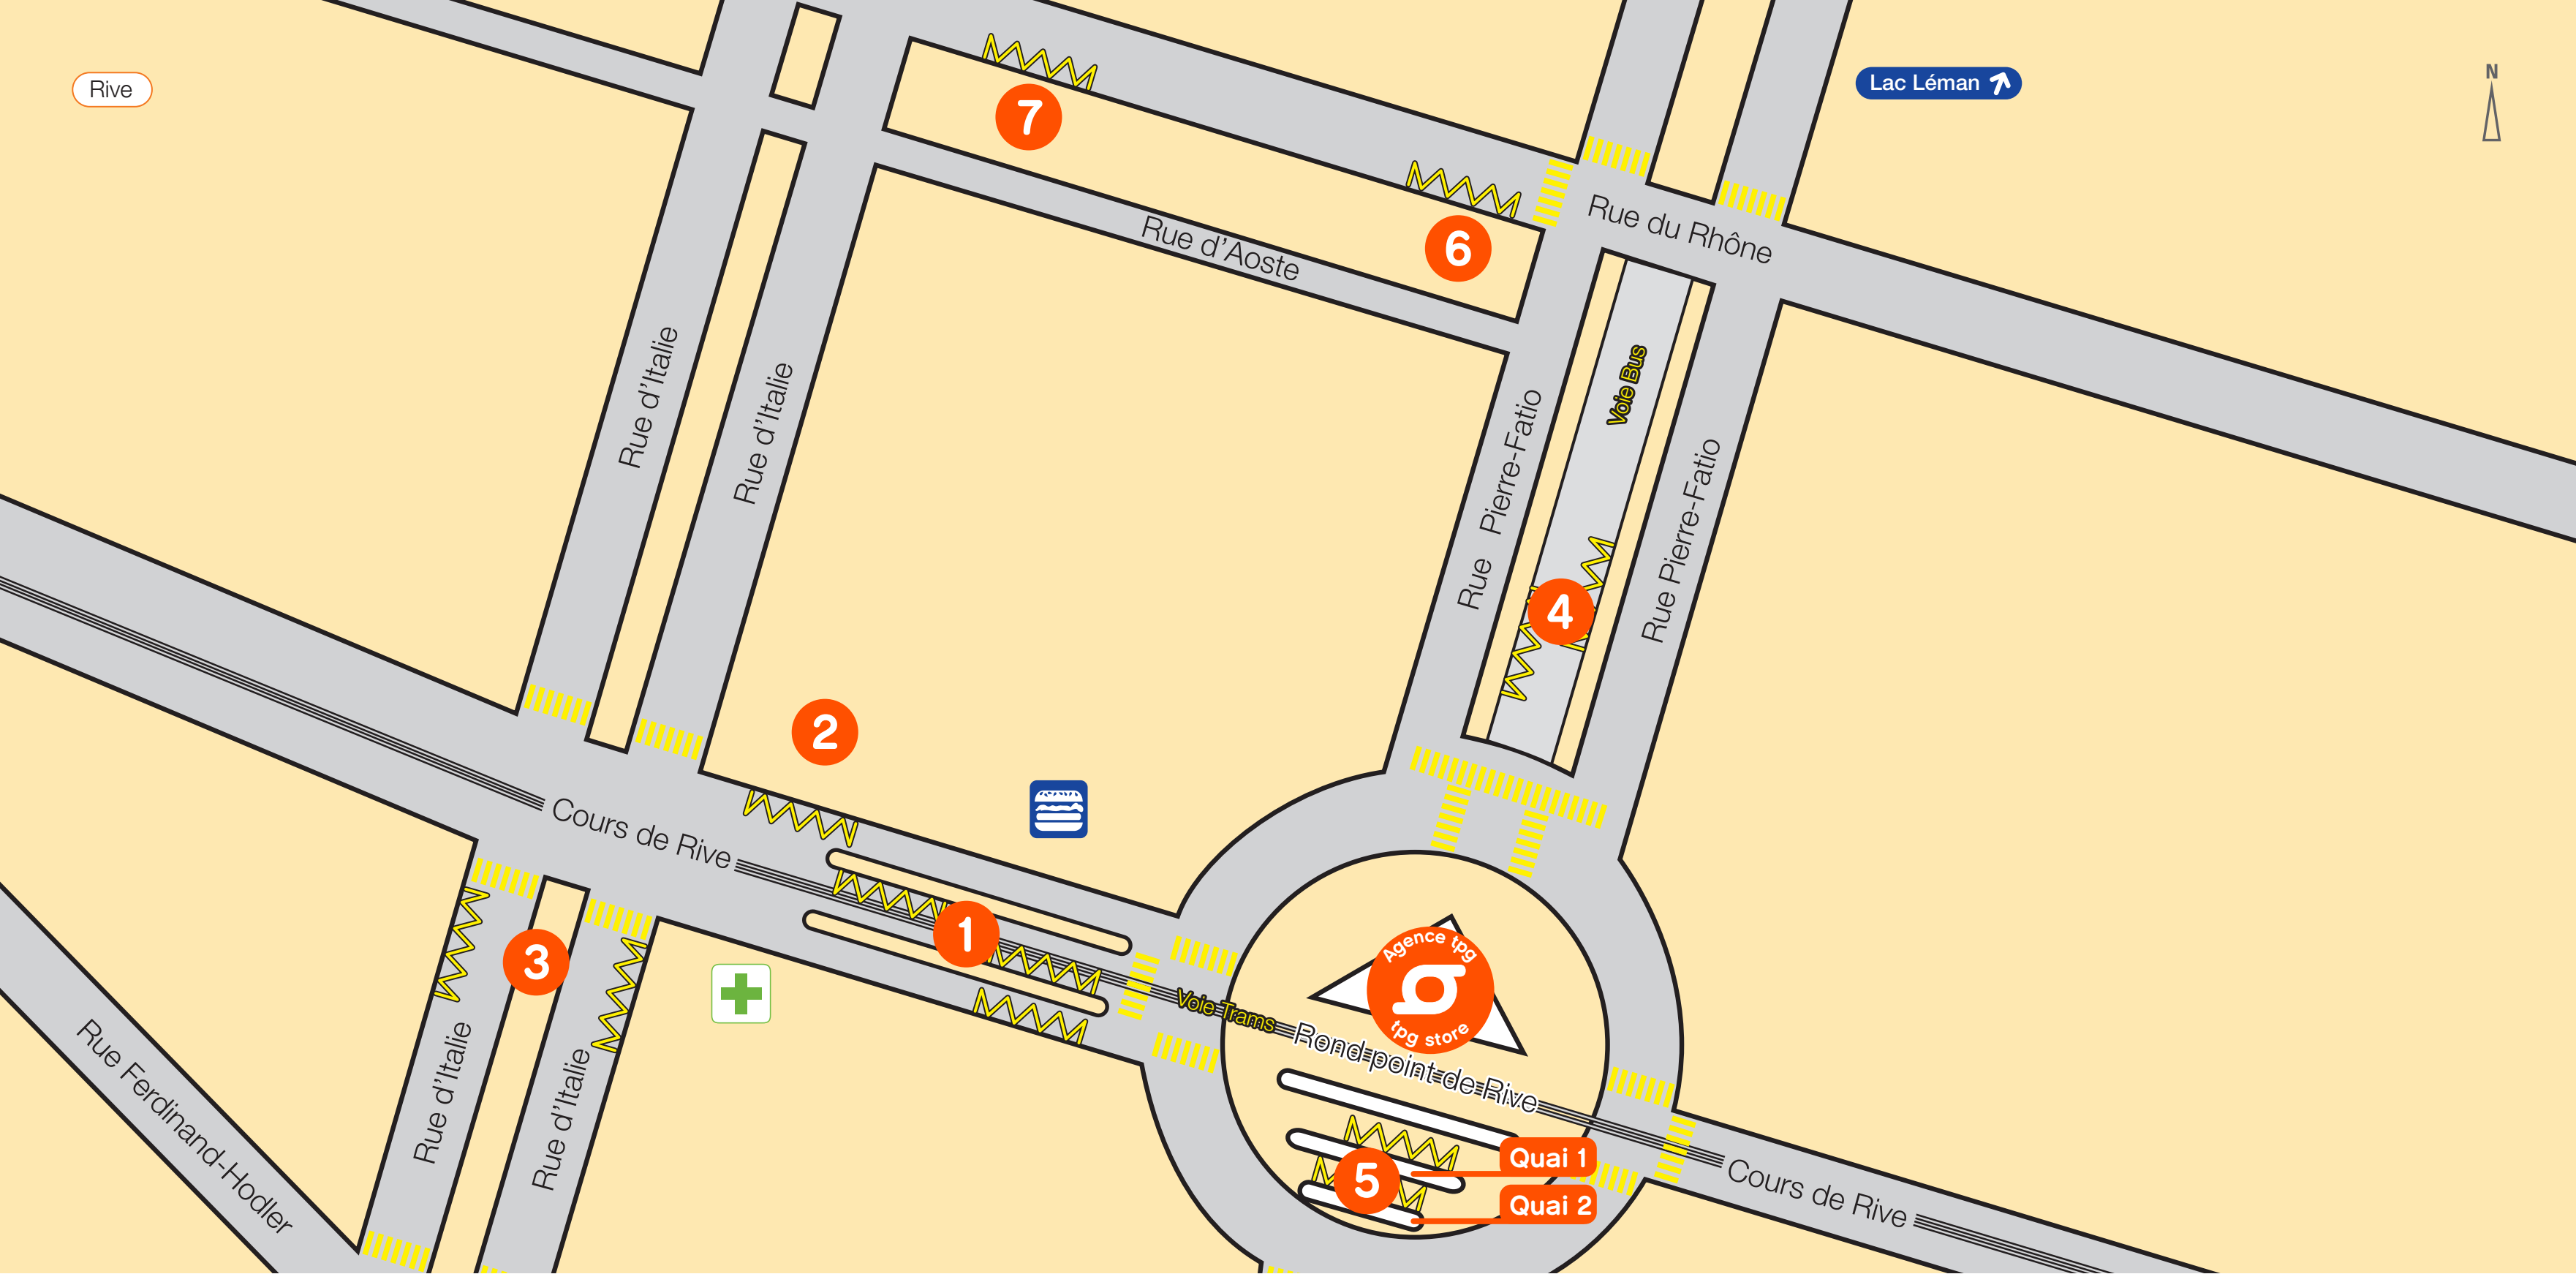 Rive
Lac Léman
N
7
6
Rue du Rhône
Rue d'Aoste
Rue d'Italie
Rue d'Italie
Voie Bus
Rue Pierre-Fatio
Rue Pierre-Fatio
4
2
Cours de Rive
1
3
Agence tpg
tpg store
Voie Trams
Rond point de Rive
Rue Ferdinand-Hodler
Rue d'Italie
Rue d'Italie
5
Quai 1
Quai 2
Cours de Rive